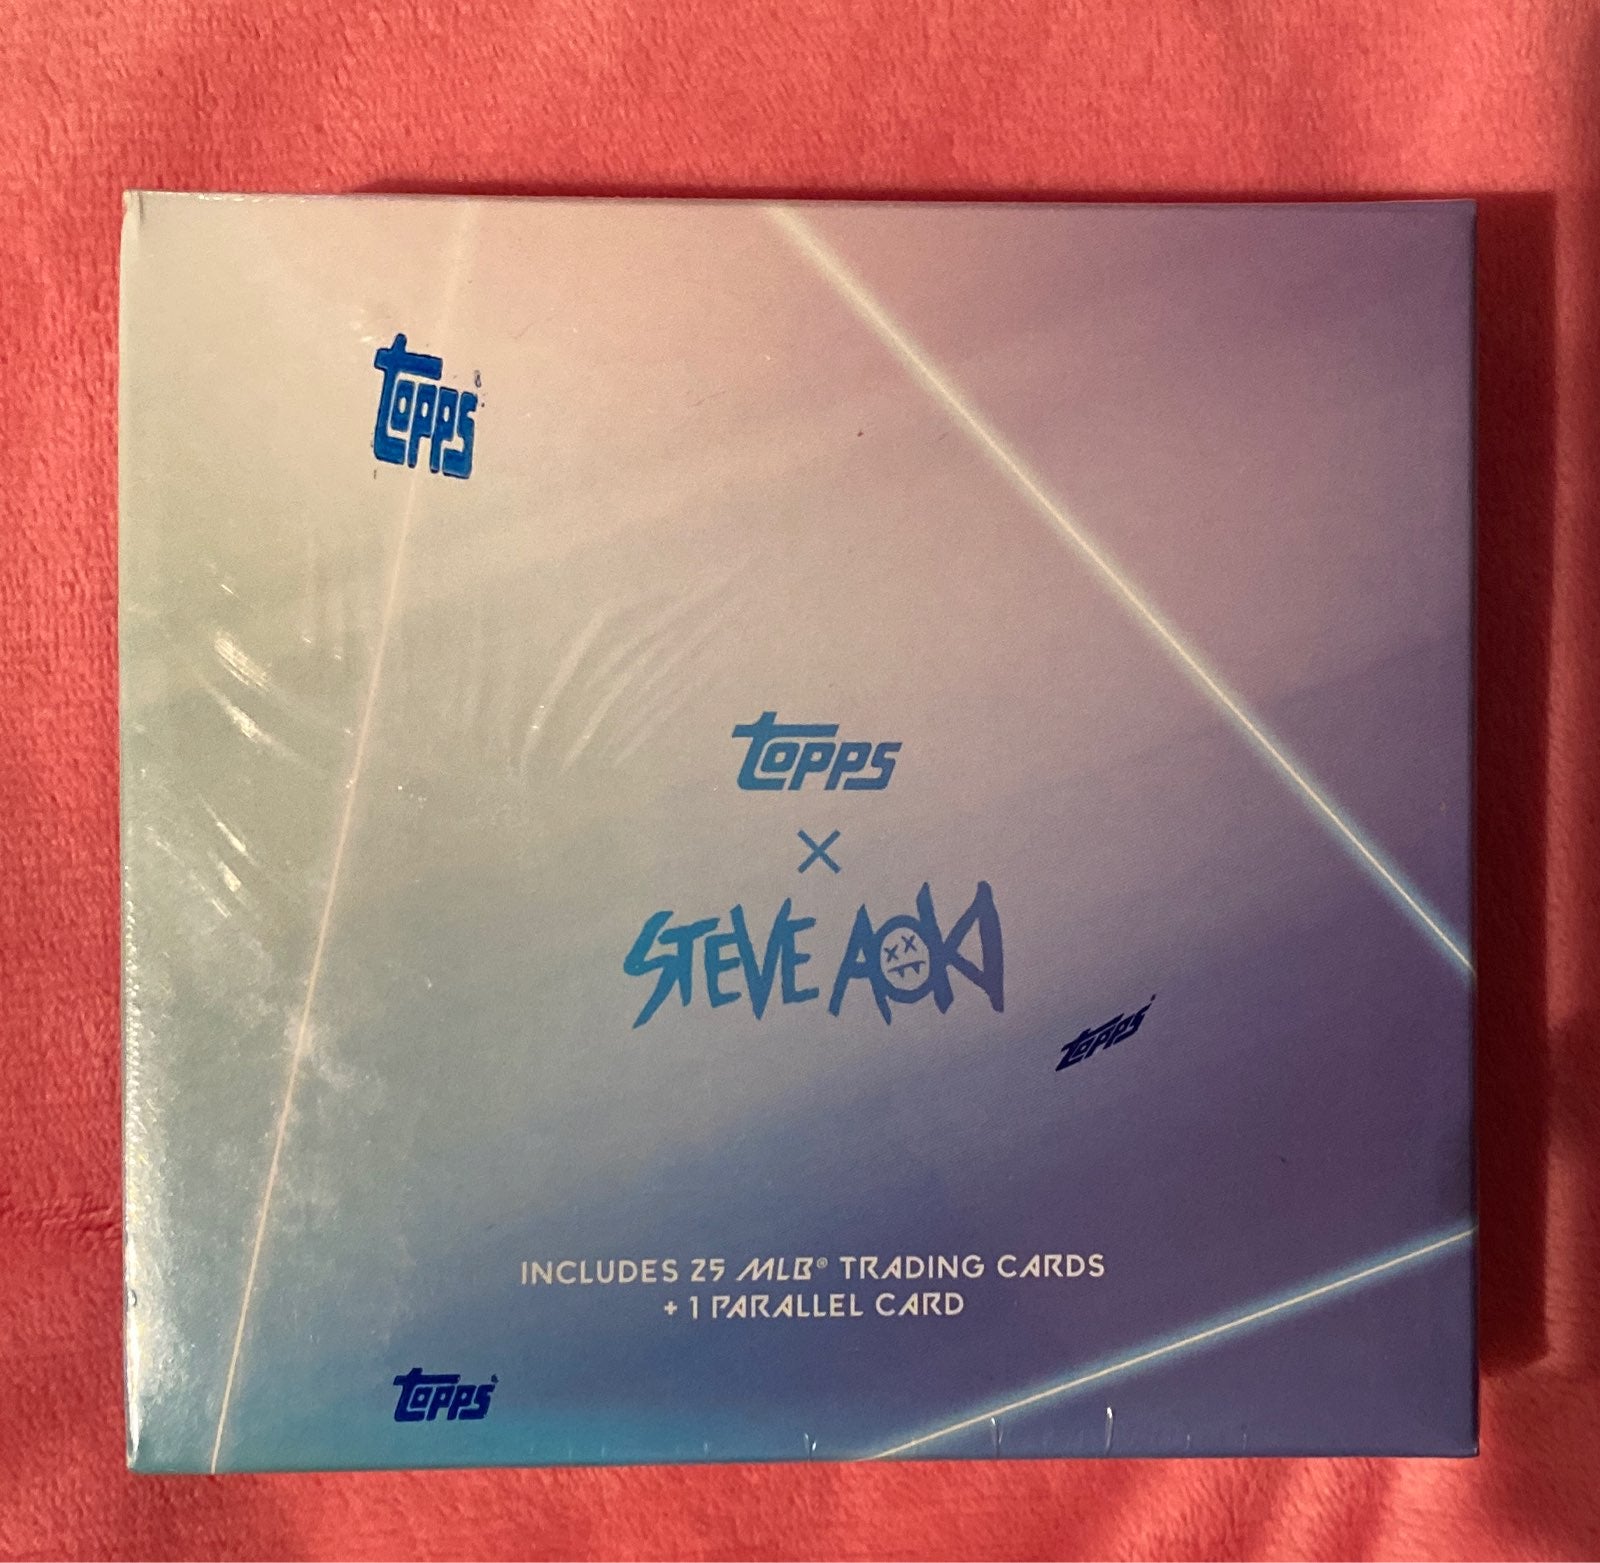 topps
topps
×
STEVE AOKI
topps
INCLUDES 25 MLB® TRADING CARDS
+ 1 PARALLEL CARD
topps